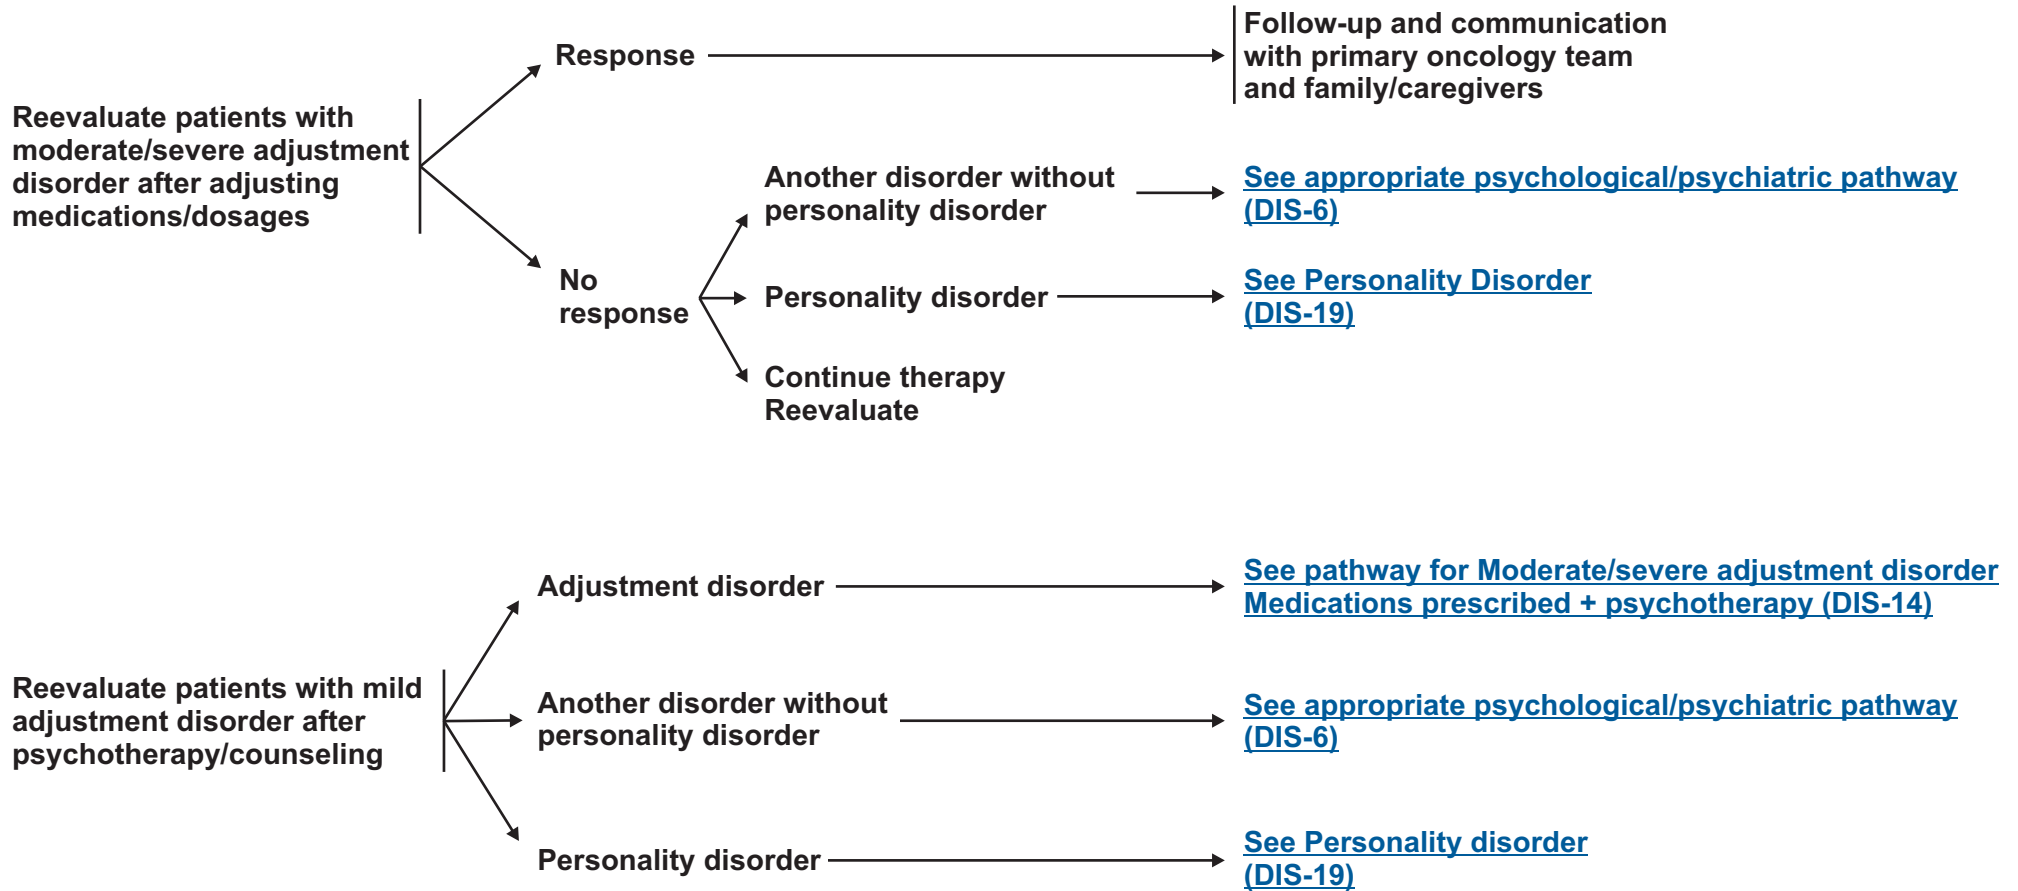 Reevaluate patients with
moderate/severe adjustment
disorder after adjusting
medications/dosages
Response
Follow-up and communication
with primary oncology team
and family/caregivers
No
response
Another disorder without
personality disorder
See appropriate psychological/psychiatric pathway
(DIS-6)
Personality disorder
See Personality Disorder
(DIS-19)
Continue therapy
Reevaluate
Reevaluate patients with mild
adjustment disorder after
psychotherapy/counseling
Adjustment disorder
See pathway for Moderate/severe adjustment disorder
Medications prescribed + psychotherapy (DIS-14)
Another disorder without
personality disorder
See appropriate psychological/psychiatric pathway
(DIS-6)
Personality disorder
See Personality disorder
(DIS-19)